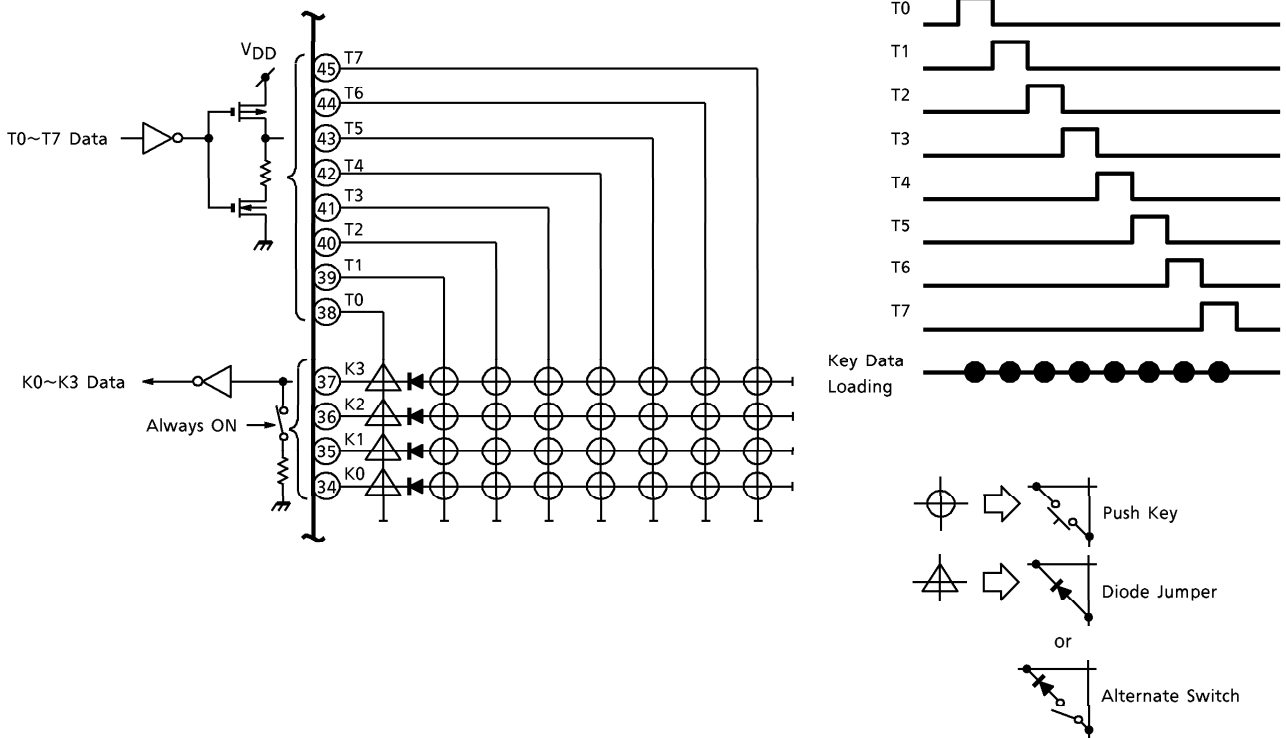 VDD
T0~T7 Data
45 T7
44 T6
43 T5
42 T4
41 T3
40 T2
39 T1
38 T0
K0~K3 Data
Always ON
37 K3
36 K2
35 K1
34 K0
T0
T1
T2
T3
T4
T5
T6
T7
Key Data
Loading
Push Key
Diode Jumper
or
Alternate Switch